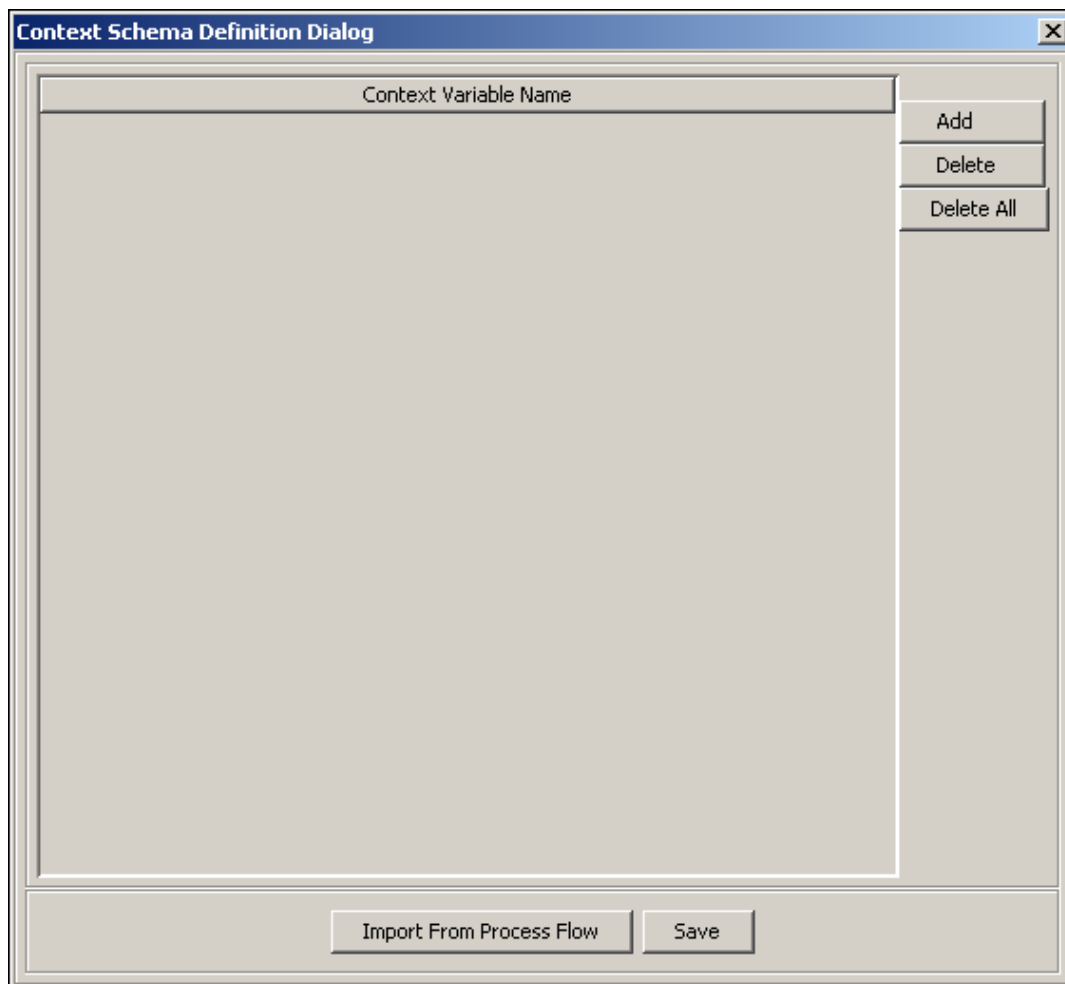 Context Schema Definition Dialog
Context Variable Name
Add
Delete
Delete All
Import From Process Flow
Save